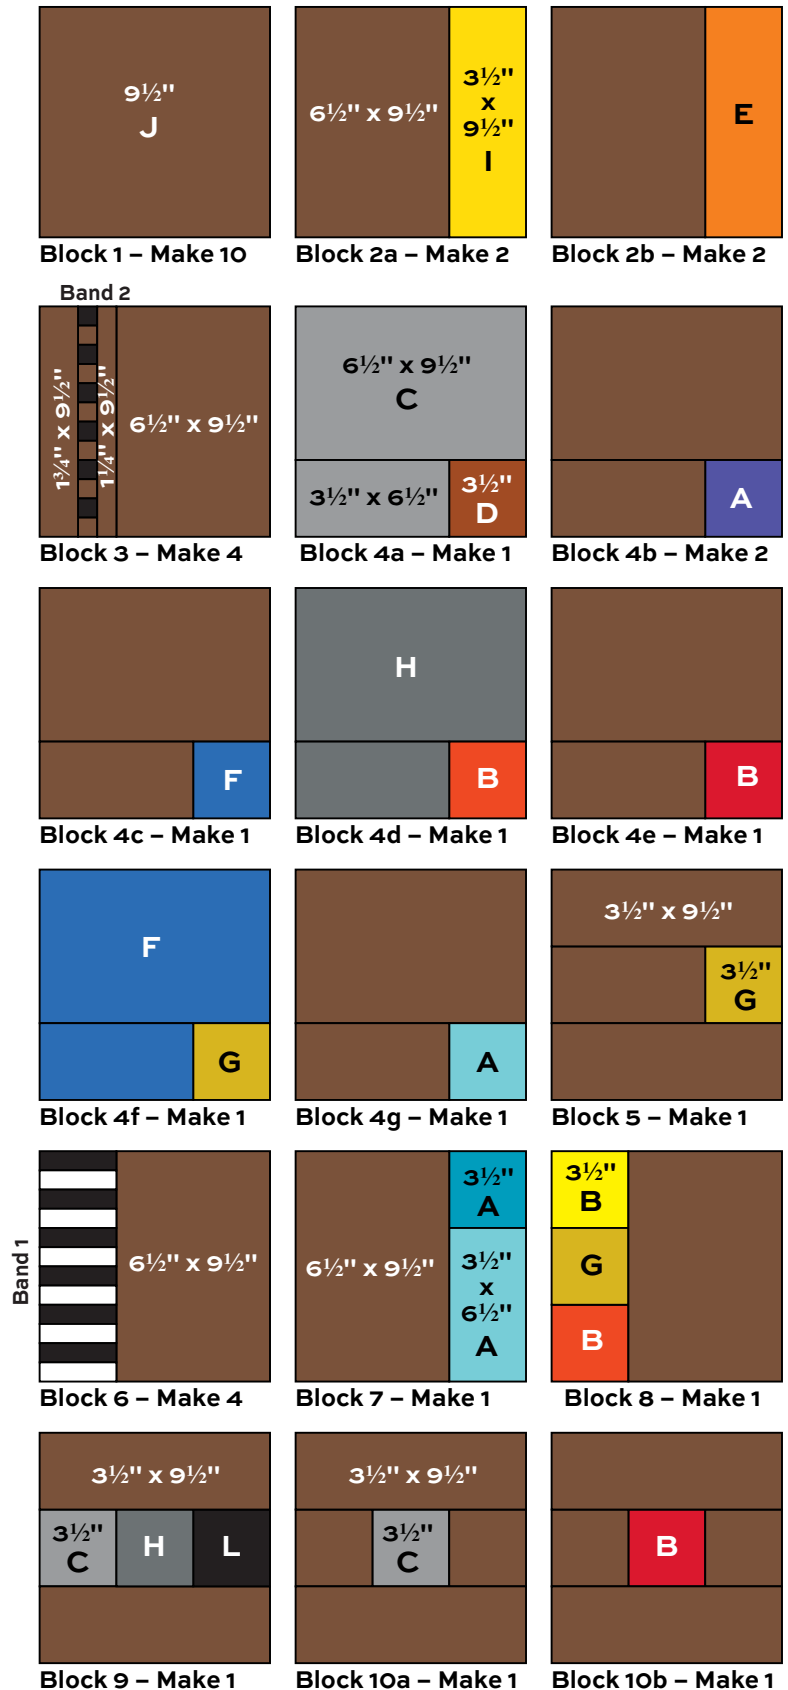 9½"
J
6½" x 9½"
3½"
x
9½"
I
E
Block 1 – Make 10
Block 2a – Make 2
Block 2b – Make 2
Band 2
1¾" x 9½"
1¼" x 9½"
6½" x 9½"
6½" x 9½"
C
3½" x 6½"
3½"
D
A
Block 3 – Make 4
Block 4a – Make 1
Block 4b – Make 2
F
H
B
B
Block 4c – Make 1
Block 4d – Make 1
Block 4e – Make 1
F
G
A
3½" x 9½"
3½"
G
Block 4f – Make 1
Block 4g – Make 1
Block 5 – Make 1
Band 1
6½" x 9½"
6½" x 9½"
3½"
A
3½"
x
6½"
A
3½"
B
G
B
Block 6 – Make 4
Block 7 – Make 1
Block 8 – Make 1
3½" x 9½"
3½"
C
H
L
3½" x 9½"
3½"
C
B
Block 9 – Make 1
Block 10a – Make 1
Block 10b – Make 1